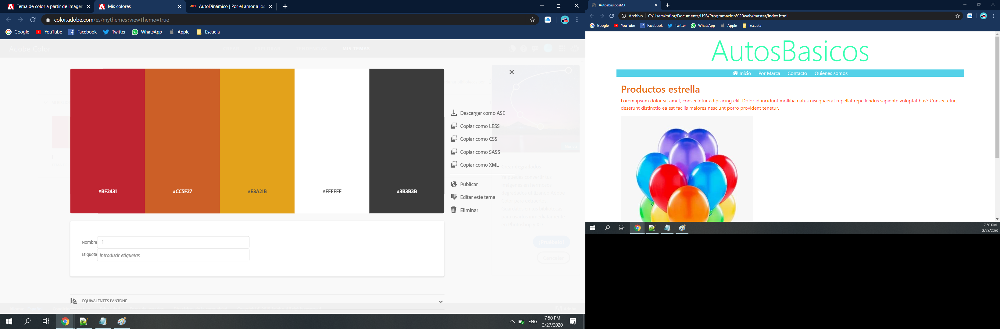 Tema de color a partir de imagen
Mis colores
AutoDinámico | Por el amor a los
color.adobe.com/es/mythemes?viewTheme=true
Google
YouTube
Facebook
Twitter
WhatsApp
Apple
Escuela
Adobe Color
CREAR
EXPLORAR
TENDENCIAS
MIS TEMAS
#BF2431
#CC5F27
#E3A21B
#FFFFFF
#3B3B3B
Descargar como ASE
Copiar como LESS
Copiar como CSS
Copiar como SASS
Copiar como XML
Publicar
Editar este tema
Eliminar
Crear degradados
en Photoshop y XD.
¡Pruébelo!
Cancelar
Nombre
1
Etiqueta
Introducir etiquetas
EQUIVALENTES PANTONE
ENG
7:50 PM
2/27/2020
AutosBasicosMX
Archivo
C:/Users/mflor/Documents/USB/Programacion%20web/master/index.html
Google
YouTube
Facebook
Twitter
WhatsApp
Apple
Escuela
AutosBasicos
Inicio
Por Marca
Contacto
Quienes somos
Productos estrella
Lorem ipsum dolor sit amet, consectetur adipisicing elit. Dolor id incidunt mollitia natus nisi quaerat repellat repellendus sapiente voluptatibus? Consectetur,
deserunt distinctio ea est facilis maiores nesciunt porro provident tenetur.
7:50 PM
2/27/2020